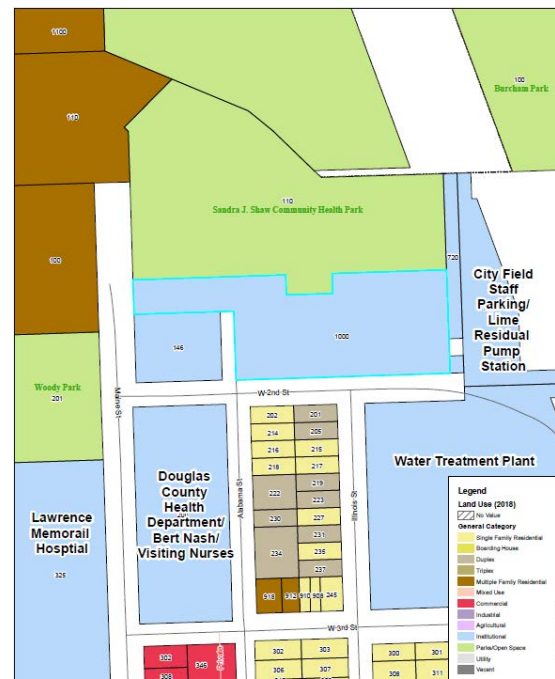 1100
100
Burcham Park
110
110
Sandra J. Shaw Community Health Park
720
City Field
Staff
Parking/
Lime
Residual
Pump
Station
100
146
1000
Woody Park
201
Maine St
W 2nd St
202
201
214
205
216
215
218
217
Douglas
County
Health
Department/
Bert Nash/
Visiting Nurses
Alabama St
222
219
223
230
227
231
234
235
237
Illinois St
Water Treatment Plant
Lawrence
Memorail
Hosptial
325
918
912
910
908
245
W 3rd St
302
346
308
302
303
306
307
300
301
308
311
Legend
Land Use (2018)
No Value
General Category
Single Family Residential
Boarding House
Duplex
Triplex
Multiple Family Residential
Mixed Use
Commercial
Industrial
Agricultural
Institutional
Parks/Open Space
Utility
Vacant